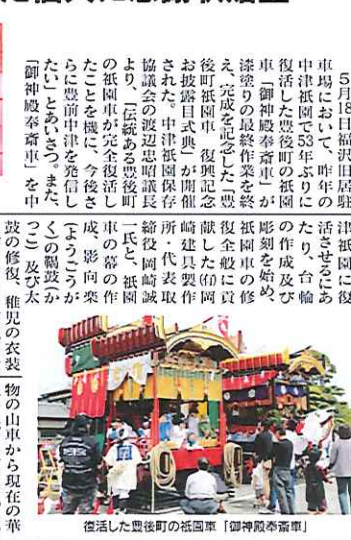 ５月18日福沢旧居駐
車場において、昨年の
中津祇園で53年ぶりに
復活した豊後町の祇園
車「御神殿奉斎車」が
漆塗りの最終作業を終
え、完成を記念した「豊
後町祇園車　復興記念
お披露目式典」が開催
された。中津祇園保存
協議会の渡辺忠昭議長
より、「伝統ある豊後町
の祇園車が完全復活し
たことを機に、今後さ
らに豊前中津を発信し
たい」とあいさつ。また、
「御神殿奉斎車」を中
津祇園に復
活させるにあ
たり、台輪
の作成及び
彫刻を始め、
祇園車の修
復全般に貢
献した㈲岡
崎建具製作
所・代表取
締役岡崎誠
一氏と、祇園
車の幕の作
成、影向楽
（ようごうが
く）の鞨鼓（か
っこ）及び太
鼓の修復、稚児の衣装
物の山車から現在の華
復活した豊後町の祇園車「御神殿奉斎車」